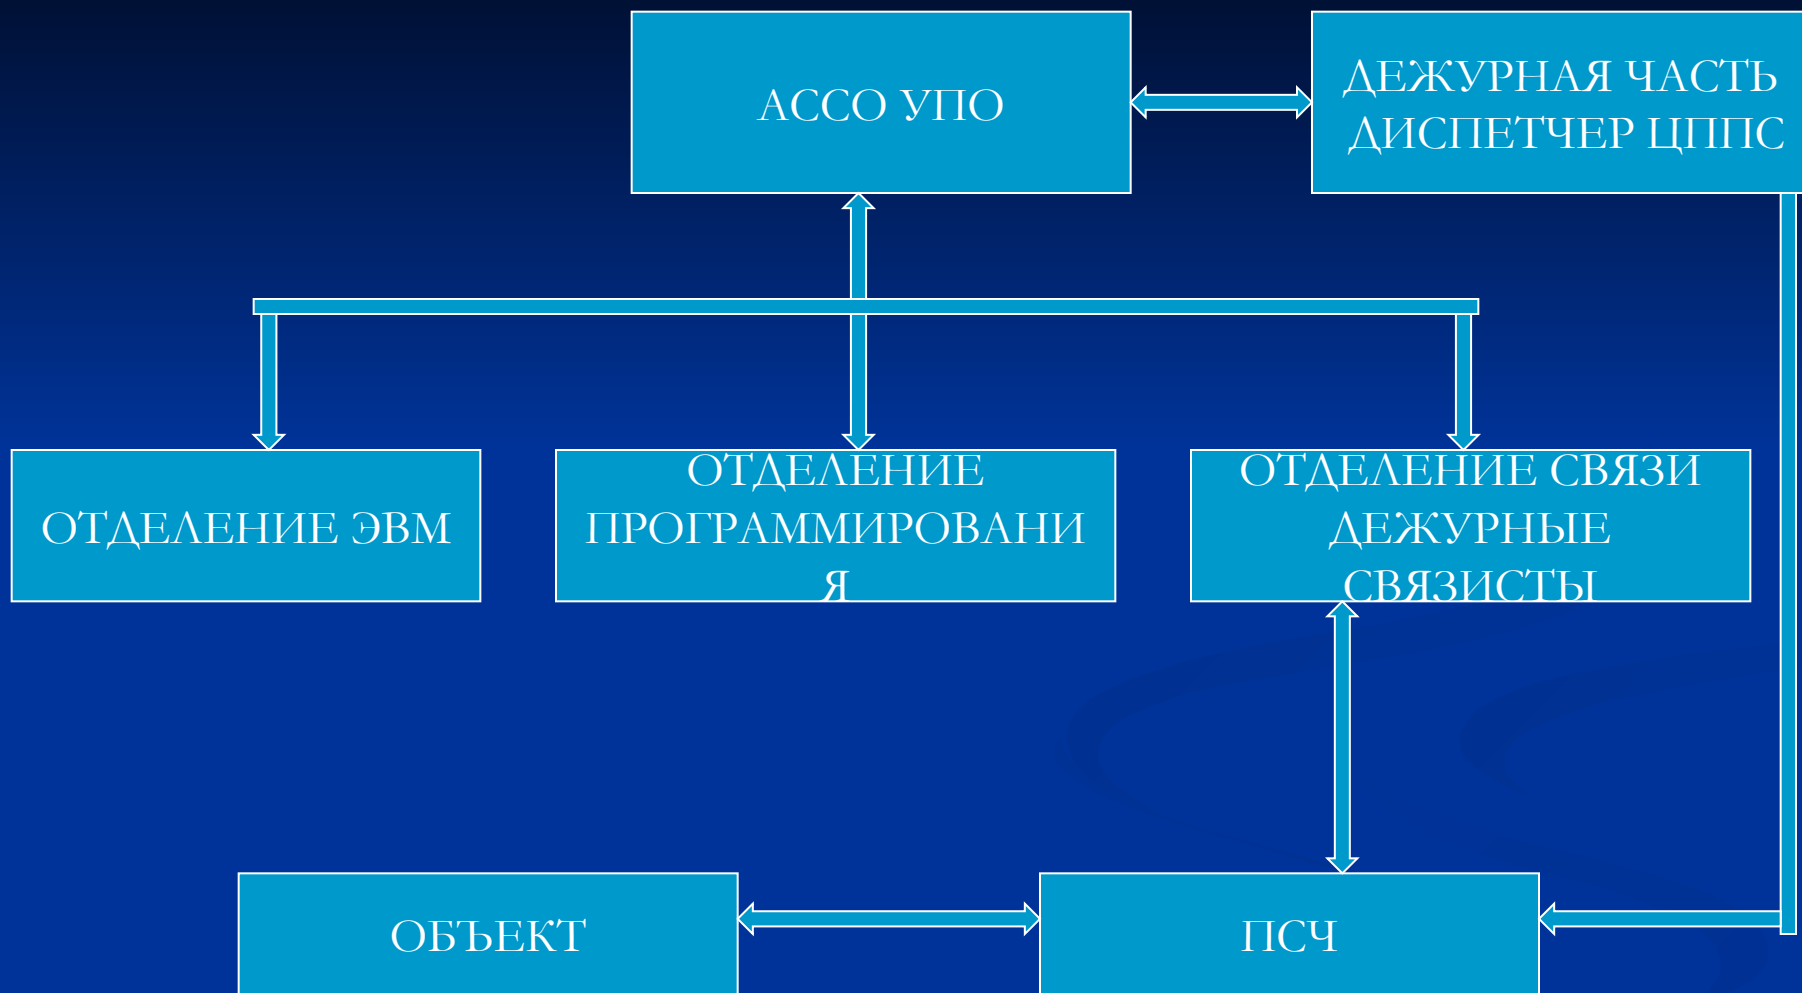 АССО УПО
ДЕЖУРНАЯ ЧАСТЬ
ДИСПЕТЧЕР ЦППС
ОТДЕЛЕНИЕ ЭВМ
ОТДЕЛЕНИЕ
ПРОГРАММИРОВАНИ
Я
ОТДЕЛЕНИЕ СВЯЗИ
ДЕЖУРНЫЕ
СВЯЗИСТЫ
ОБЪЕКТ
ПСЧ